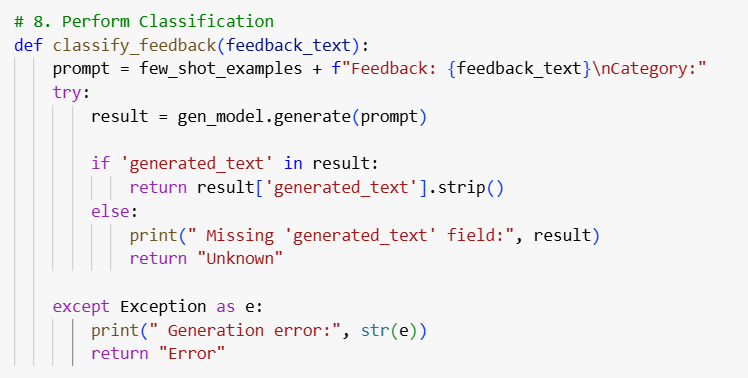 # 8. Perform Classification
def classify_feedback(feedback_text):
    prompt = few_shot_examples + f"Feedback: {feedback_text}\nCategory:"
    try:
        result = gen_model.generate(prompt)

        if 'generated_text' in result:
            return result['generated_text'].strip()
        else:
            print(" Missing 'generated_text' field:", result)
            return "Unknown"

    except Exception as e:
        print(" Generation error:", str(e))
        return "Error"